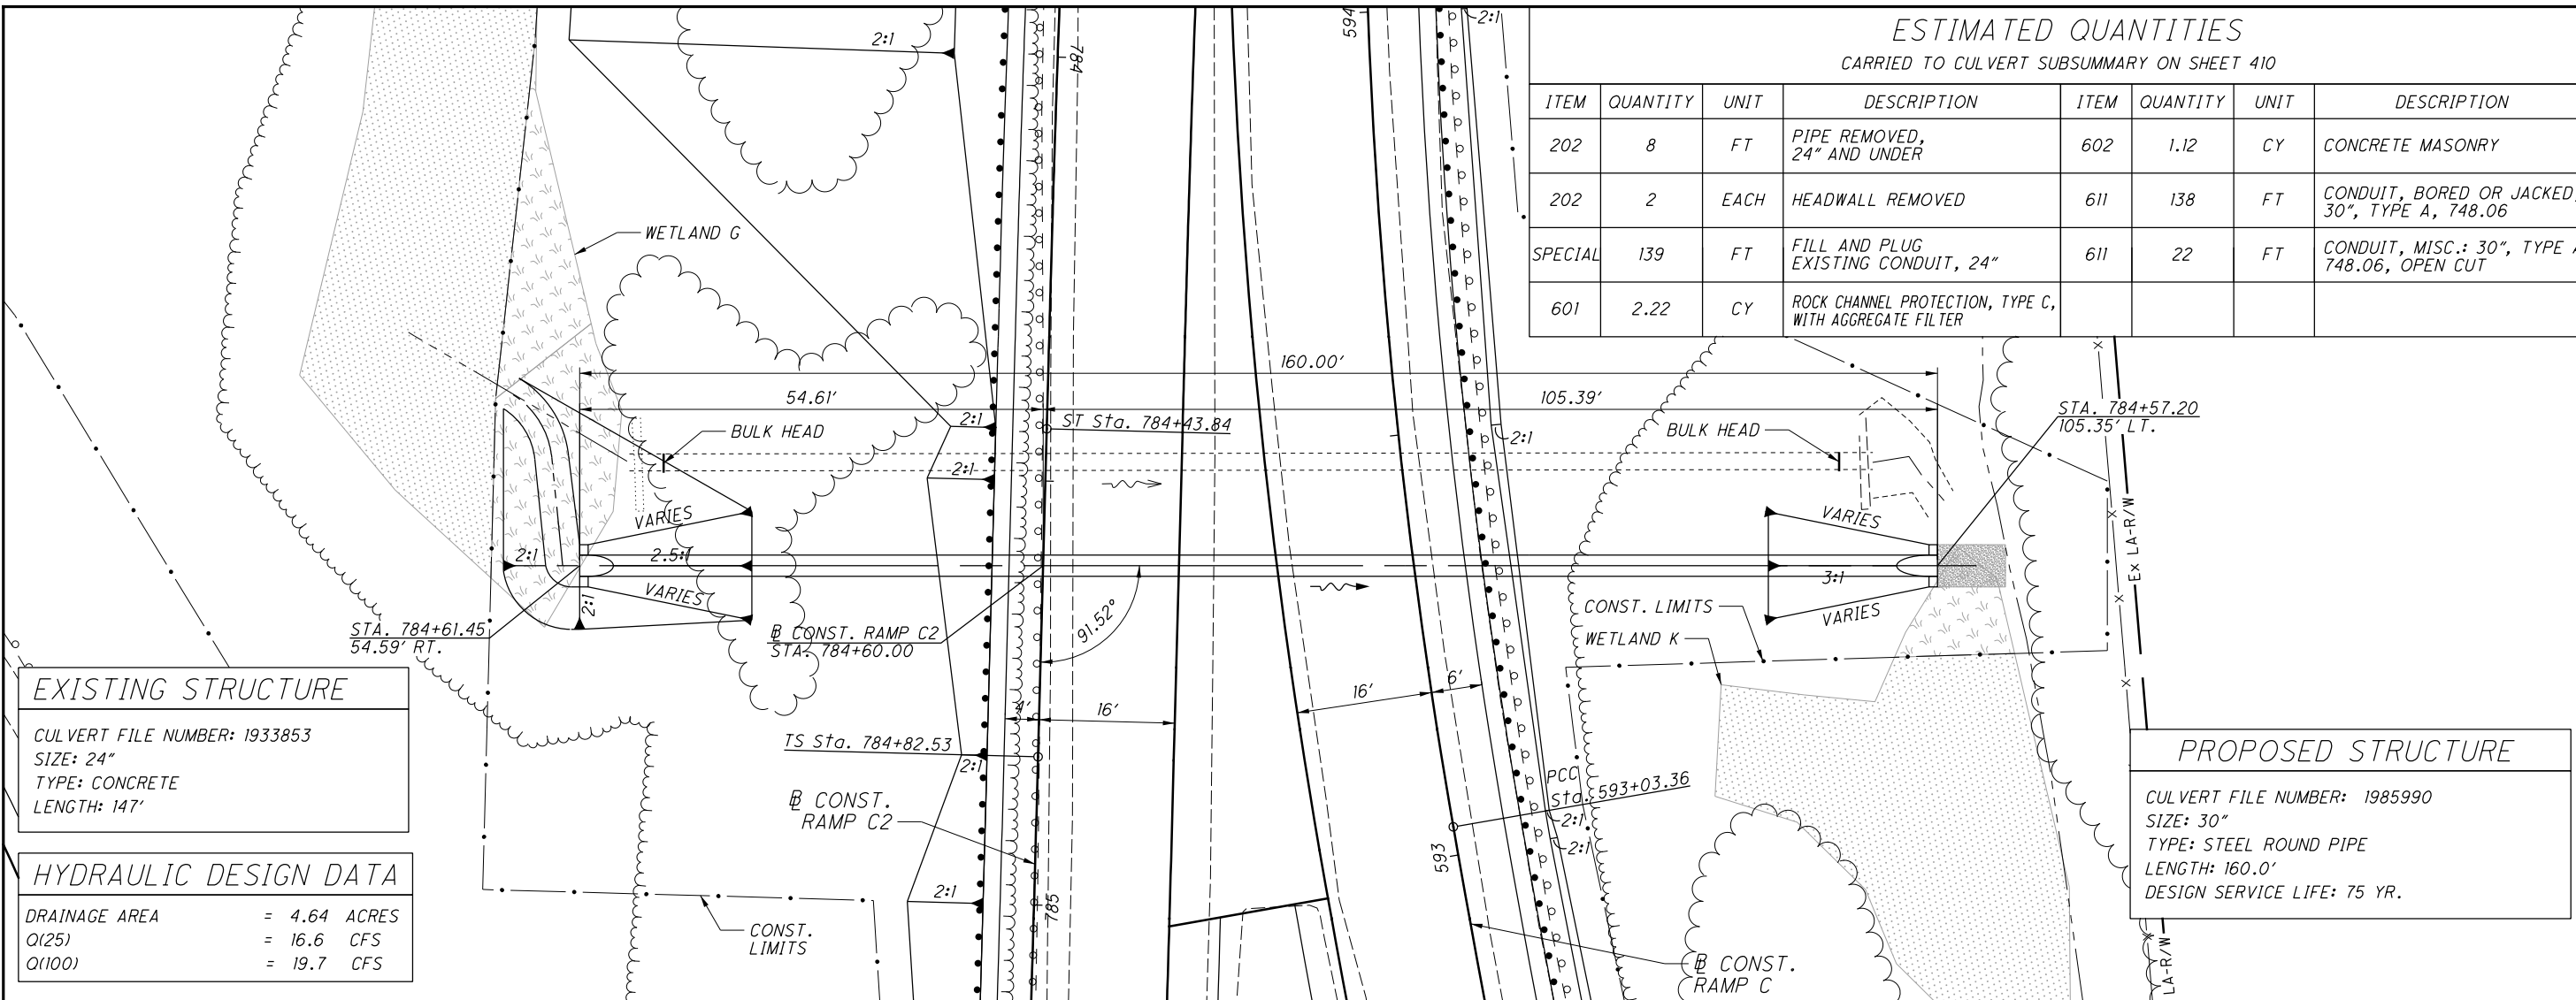 ESTIMATED QUANTITIES
CARRIED TO CULVERT SUBSUMMARY ON SHEET 410
ITEM QUANTITY UNIT DESCRIPTION ITEM QUANTITY UNIT DESCRIPTION
202 8 FT PIPE REMOVED, 24" AND UNDER 602 1.12 CY CONCRETE MASONRY
202 2 EACH HEADWALL REMOVED 611 138 FT CONDUIT, BORED OR JACKED, 30", TYPE A, 748.06
SPECIAL 139 FT FILL AND PLUG EXISTING CONDUIT, 24" 611 22 FT CONDUIT, MISC.: 30", TYPE A 748.06, OPEN CUT
601 2.22 CY ROCK CHANNEL PROTECTION, TYPE C, WITH AGGREGATE FILTER
2:1
784
594
2:1
WETLAND G
160.00'
54.61'
105.39'
BULK HEAD
2:1
ST Sta. 784+43.84
2:1
2:1
BULK HEAD
STA. 784+57.20
105.35' LT.
VARIES
2:1
2.5:1
VARIES
2:1
VARIES
3:1
VARIES
Ex LA-R/W
STA. 784+61.45
54.59' RT.
℄ CONST. RAMP C2
STA. 784+60.00
91.52°
CONST. LIMITS
WETLAND K
4'
16'
16'
6'
TS Sta. 784+82.53
2:1
℄ CONST.
RAMP C2
PCC
Sta. 593+03.36
2:1
2:1
593
2:1
785
CONST.
LIMITS
℄ CONST.
RAMP C
LA-R/W
EXISTING STRUCTURE
CULVERT FILE NUMBER: 1933853
SIZE: 24"
TYPE: CONCRETE
LENGTH: 147'
HYDRAULIC DESIGN DATA
DRAINAGE AREA = 4.64 ACRES
Q(25) = 16.6 CFS
Q(100) = 19.7 CFS
PROPOSED STRUCTURE
CULVERT FILE NUMBER: 1985990
SIZE: 30"
TYPE: STEEL ROUND PIPE
LENGTH: 160.0'
DESIGN SERVICE LIFE: 75 YR.